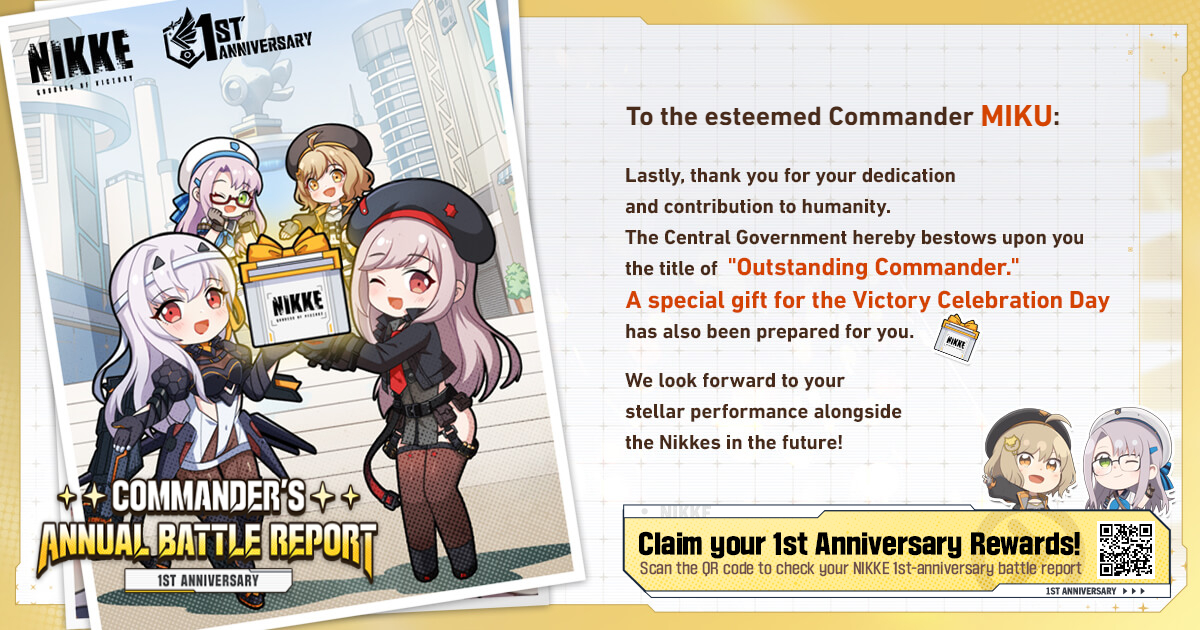 NIKKE
GODDESS OF VICTORY
1ST ANNIVERSARY
NIKKE
COMMANDER'S
ANNUAL BATTLE REPORT
1ST ANNIVERSARY
To the esteemed Commander MIKU:
Lastly, thank you for your dedication
and contribution to humanity.
The Central Government hereby bestows upon you
the title of "Outstanding Commander."
A special gift for the Victory Celebration Day
has also been prepared for you.
NIKKE
We look forward to your
stellar performance alongside
the Nikkes in the future!
NIKKE
Claim your 1st Anniversary Rewards!
Scan the QR code to check your NIKKE 1st-anniversary battle report
1ST ANNIVERSARY